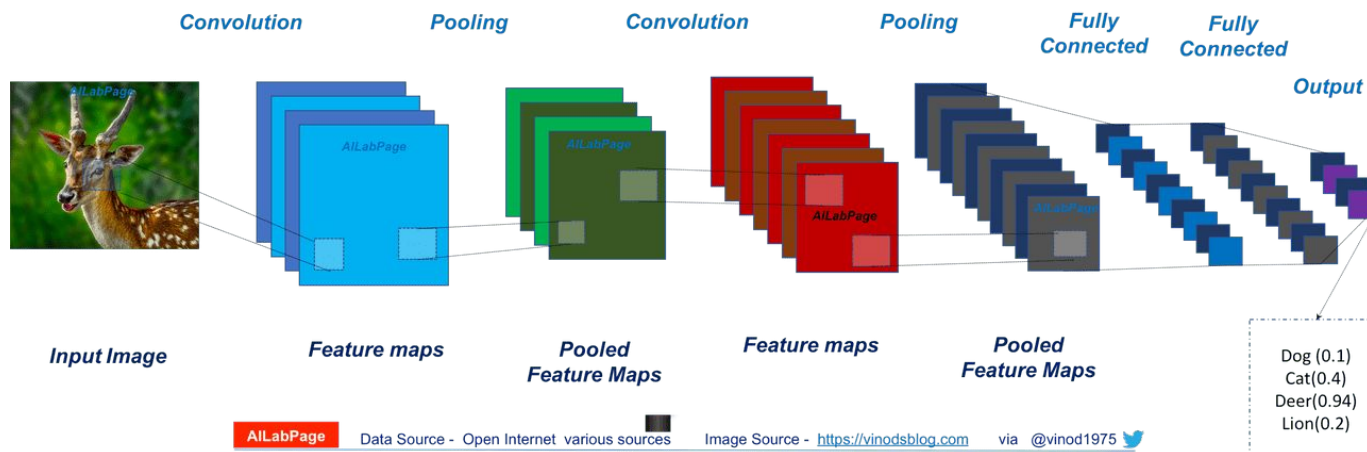 Convolution
Pooling
Convolution
Pooling
Fully
Connected
Fully
Connected
Output
AILabPage
AILabPage
AILabPage
AILabPage
AILabPage
Input Image
Feature maps
Pooled
Feature Maps
Feature maps
Pooled
Feature Maps
Dog (0.1)
Cat(0.4)
Deer(0.94)
Lion(0.2)
AILabPage
Data Source - Open Internet various sources
Image Source - https://vinodsblog.com via @vinod1975